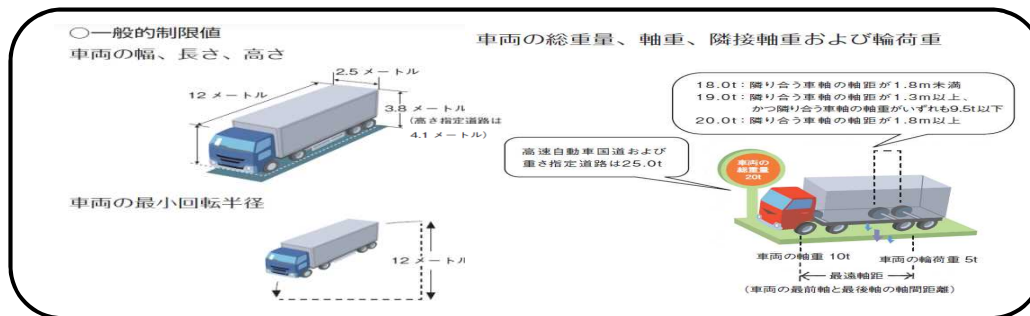 ○一般的制限値
車両の幅、長さ、高さ
2.5 メートル
12 メートル
3.8 メートル
(高さ指定道路は
4.1 メートル)
車両の最小回転半径
12 メートル
車両の総重量、軸重、隣接軸重および輪荷重
18.0t：隣り合う車軸の軸距が1.8m未満
19.0t：隣り合う車軸の軸距が1.3m以上、
かつ隣り合う車軸の軸重がいずれも9.5t以下
20.0t：隣り合う車軸の軸距が1.8m以上
高速自動車国道および
重さ指定道路は25.0t
車両の
総重量
20t
車両の軸重 10t
車両の輪荷重 5t
最遠軸距
(車両の最前軸と最後軸の軸間距離)